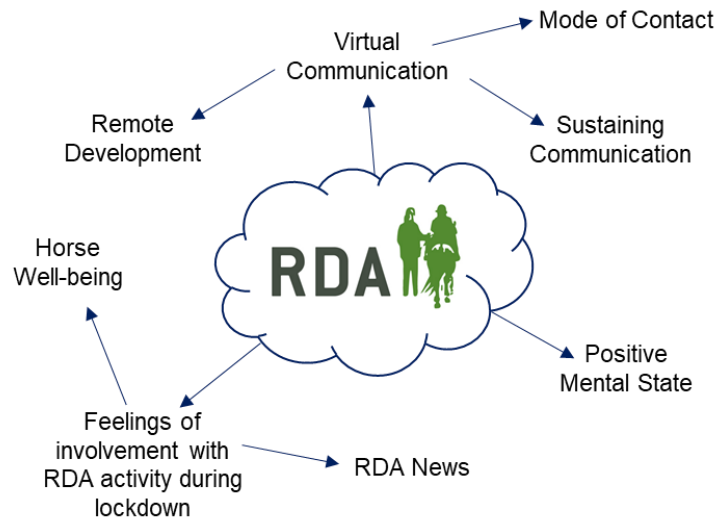 Mode of Contact
Virtual
Communication
Remote
Development
Sustaining
Communication
Horse
Well-being
RDA
Positive
Mental State
Feelings of
involvement with
RDA activity during
lockdown
RDA News